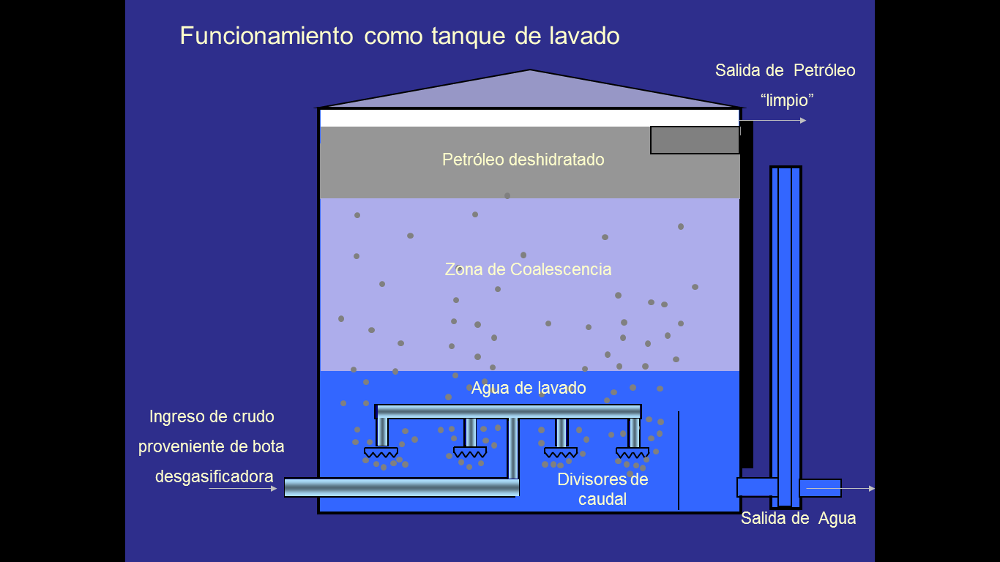 Funcionamiento como tanque de lavado
Salida de Petróleo
“limpio”
Petróleo deshidratado
Zona de Coalescencia
Agua de lavado
Ingreso de crudo
proveniente de bota
desgasificadora
Divisores de
caudal
Salida de Agua